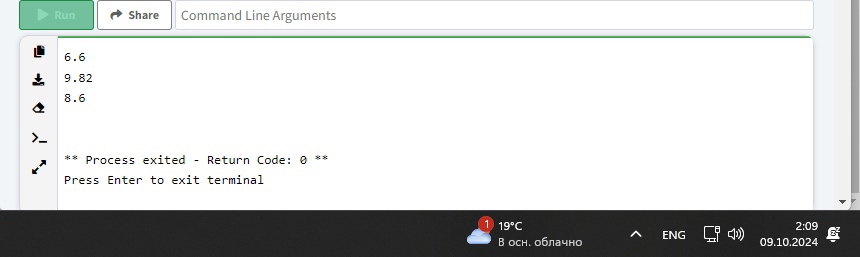 Run
Share
Command Line Arguments
6.6
9.82
8.6
** Process exited - Return Code: 0 **
Press Enter to exit terminal
1
19°C
В осн. облачно
ENG
2:09
09.10.2024